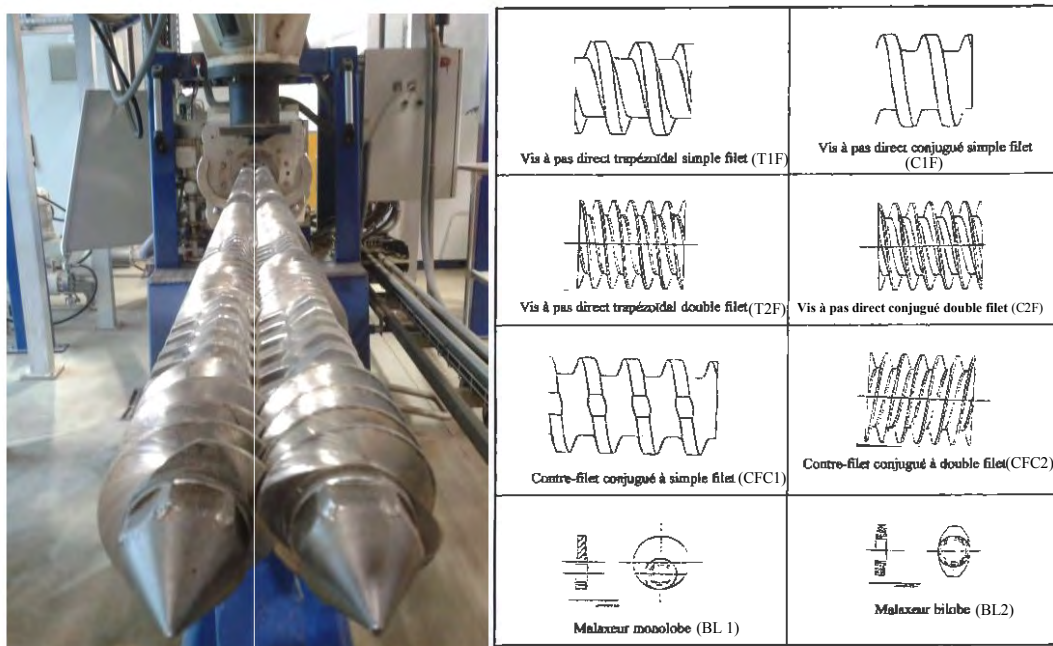 Vis à pas direct trapézoïdal simple filet (T1F)
Vis à pas direct conjugué simple filet
(C1F)
Vis à pas direct trapézoïdal double filet (T2F)
Vis à pas direct conjugué double filet (C2F)
Contre-filet conjugué à simple filet (CFC1)
Contre-filet conjugué à double filet (CFC2)
Malaxeur monolobe (BL 1)
Malaxeur bilobe (BL2)